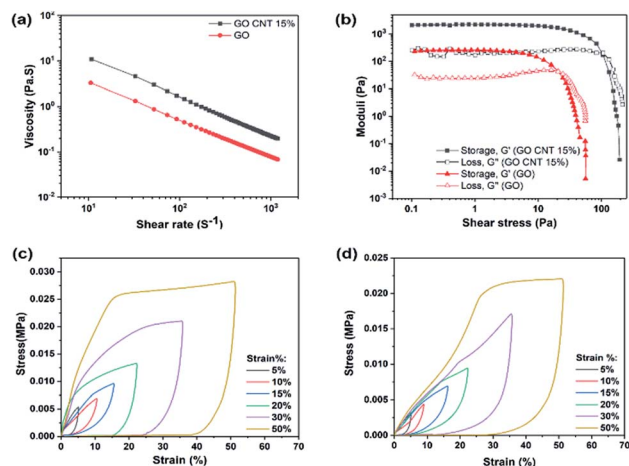 (a)
GO CNT 15%
GO
Viscosity (Pa.S)
10²
10¹
10⁰
10⁻¹
10⁻²
10¹ 10² 10³
Shear rate (S⁻¹)
(b)
Moduli (Pa)
10⁴
10³
10²
10¹
10⁰
10⁻¹
10⁻²
10⁻³
Storage, G' (GO CNT 15%)
Loss, G" (GO CNT 15%)
Storage, G' (GO)
Loss, G" (GO)
0.1 1 10 100
Shear stress (Pa)
(c)
Stress(MPa)
0.030
0.025
0.020
0.015
0.010
0.005
0.000
Strain%:
5%
10%
15%
20%
30%
50%
0 10 20 30 40 50 60 70
Strain (%)
(d)
Stress (MPa)
0.025
0.020
0.015
0.010
0.005
0.000
Strain %:
5%
10%
15%
20%
30%
50%
0 10 20 30 40 50 60 70
Strain (%)